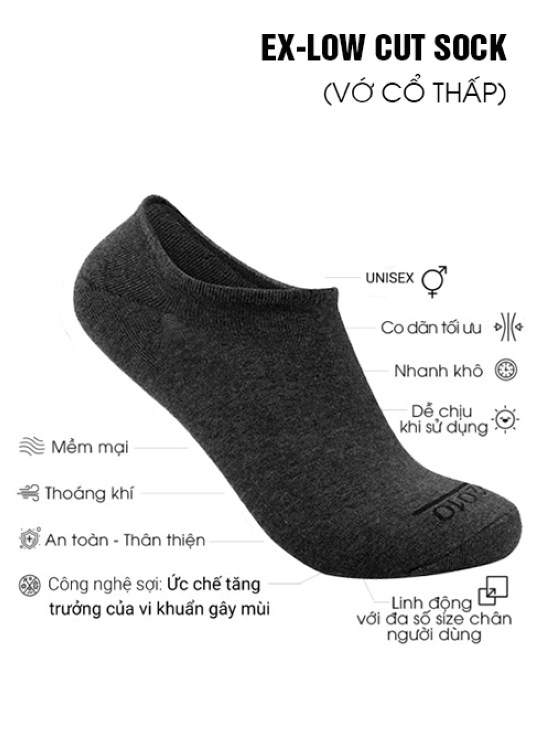 EX-LOW CUT SOCK
(VỚ CỔ THẤP)
UNISEX
Co dãn tối ưu
Nhanh khô
Dễ chịu
khi sử dụng
Mềm mại
Thoáng khí
An toàn - Thân thiện
Công nghệ sợi: Ức chế tăng
trưởng của vi khuẩn gây mùi
Linh động
với đa số size chân
người dùng